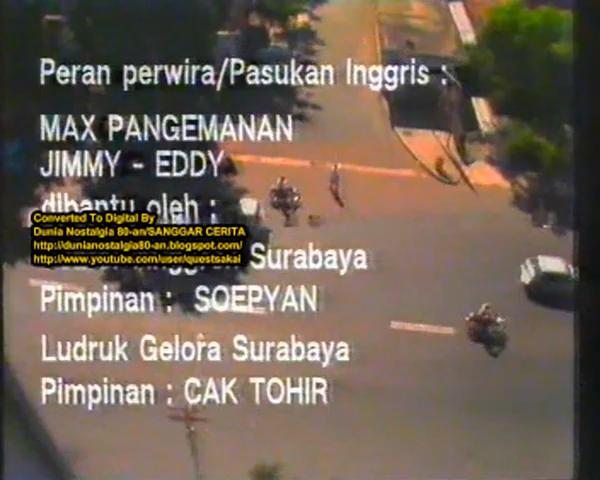 Peran perwira/Pasukan Inggris :
MAX PANGEMANAN
JIMMY - EDDY
dibantu oleh :
Converted To Digital By
Dunia Nostalgia 80-an/SANGGAR CERITA
http://dunianostalgia80-an.blogspot.com/
http://www.youtube.com/user/questsakai
Surabaya
Pimpinan : SOEPYAN
Ludruk Gelora Surabaya
Pimpinan : CAK TOHIR